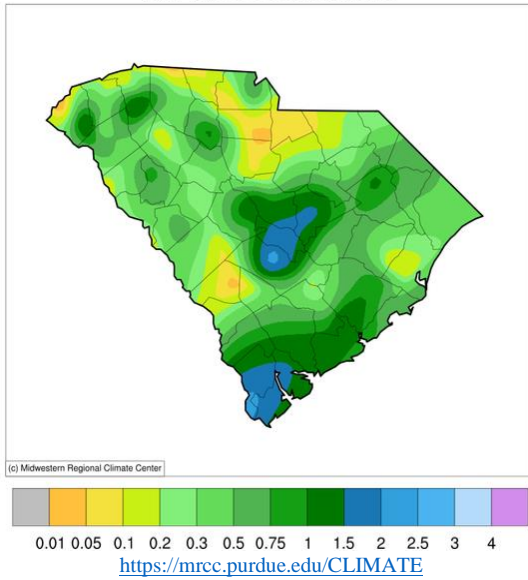 (c) Midwestern Regional Climate Center
0.01 0.05 0.1 0.2 0.3 0.5 0.75 1 1.5 2 2.5 3 4
https://mrcc.purdue.edu/CLIMATE